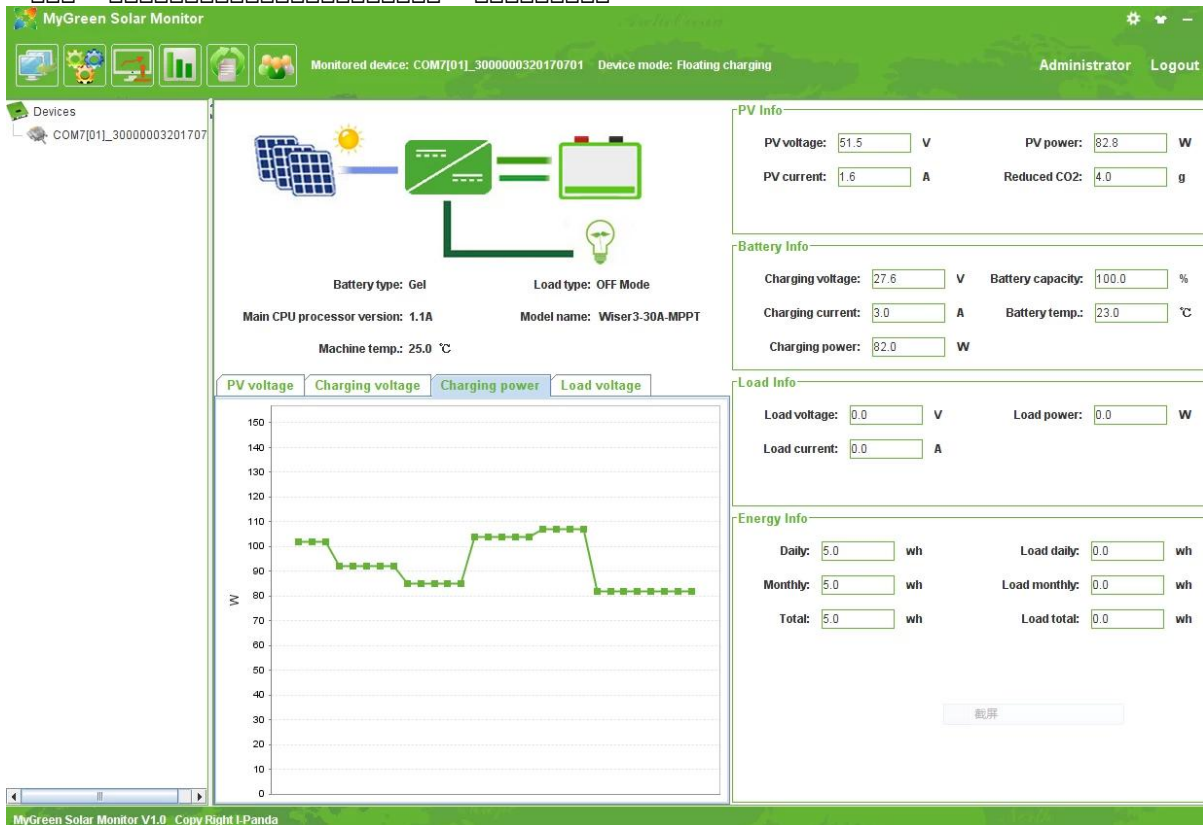 MyGreen Solar Monitor
Monitored device: COM7[01]_3000000320170701 Device mode: Floating charging
Administrator Logout
Devices
COM7[01]_30000003201707
Battery type: Gel Load type: OFF Mode
Main CPU processor version: 1.1A Model name: Wiser3-30A-MPPT
Machine temp.: 25.0 ℃
PV voltage Charging voltage Charging power Load voltage
150
140
130
120
110
100
90
80
70
60
50
40
30
20
10
0
W
PV Info
PV voltage: 51.5 V PV power: 82.8 W
PV current: 1.6 A Reduced CO2: 4.0 g
Battery Info
Charging voltage: 27.6 V Battery capacity: 100.0 %
Charging current: 3.0 A Battery temp.: 23.0 ℃
Charging power: 82.0 W
Load Info
Load voltage: 0.0 V Load power: 0.0 W
Load current: 0.0 A
Energy Info
Daily: 5.0 wh Load daily: 0.0 wh
Monthly: 5.0 wh Load monthly: 0.0 wh
Total: 5.0 wh Load total: 0.0 wh
截屏
MyGreen Solar Monitor V1.0 Copy Right I-Panda